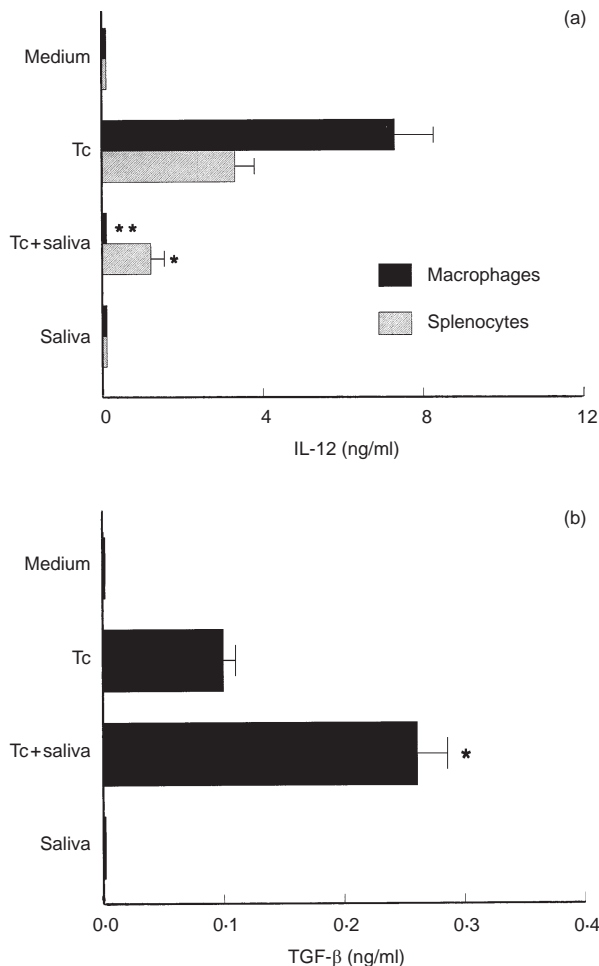 (a)
Medium
Tc
Tc+saliva
**
*
Saliva
Macrophages
Splenocytes
0 4 8 12
IL-12 (ng/ml)
(b)
Medium
Tc
Tc+saliva
*
Saliva
0·0 0·1 0·2 0·3 0·4
TGF-β (ng/ml)